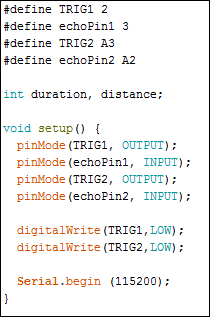 #define TRIG1 2
#define echoPin1 3
#define TRIG2 A3
#define echoPin2 A2
int duration, distance;
void setup() {
pinMode(TRIG1, OUTPUT);
pinMode(echoPin1, INPUT);
pinMode(TRIG2, OUTPUT);
pinMode(echoPin2, INPUT);
digitalWrite(TRIG1,LOW);
digitalWrite(TRIG2,LOW);
Serial.begin (115200);
}